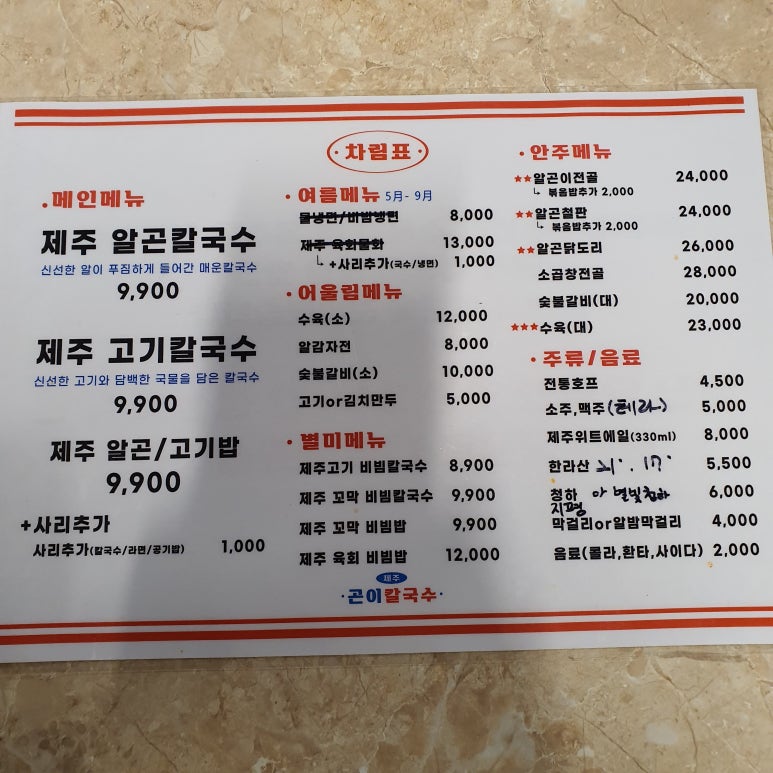 차림표
메인메뉴
제주 알곤칼국수
신선한 알이 푸짐하게 들어간 매운칼국수
9,900
제주 고기칼국수
신선한 고기와 담백한 국물을 담은 칼국수
9,900
제주 알곤/고기밥
9,900
+사리추가
사리추가(칼국수/라면/공기밥) 1,000
여름메뉴 5月- 9月
물냉면/비빔냉면 8,000
제주 육회물회 13,000
+사리추가(국수/냉면) 1,000
어울림메뉴
수육(소) 12,000
알감자전 8,000
숯불갈비(소) 10,000
고기or김치만두 5,000
별미메뉴
제주고기 비빔칼국수 8,900
제주 꼬막 비빔칼국수 9,900
제주 꼬막 비빔밥 9,900
제주 육회 비빔밥 12,000
제주
곤이칼국수
안주메뉴
★★알곤이전골 24,000
볶음밥추가 2,000
★★알곤철판 24,000
볶음밥추가 2,000
★★알곤닭도리 26,000
소곱창전골 28,000
숯불갈비(대) 20,000
★★★수육(대) 23,000
주류/음료
전통호프 4,500
소주,맥주(테라) 5,000
제주위트에일(330ml) 8,000
한라산 21. 17. 5,500
청하 별빛청하 6,000
지평
막걸리or알밤막걸리 4,000
음료(콜라,환타,사이다) 2,000